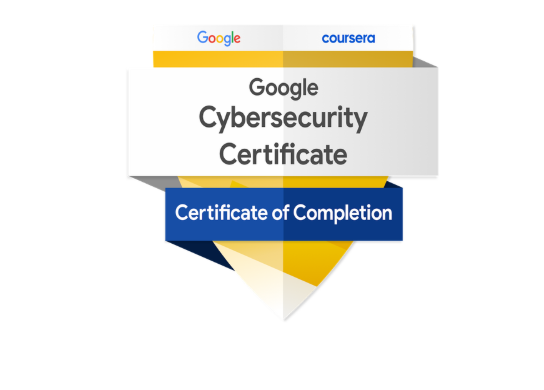 Google coursera
Google
Cybersecurity
Certificate
Certificate of Completion